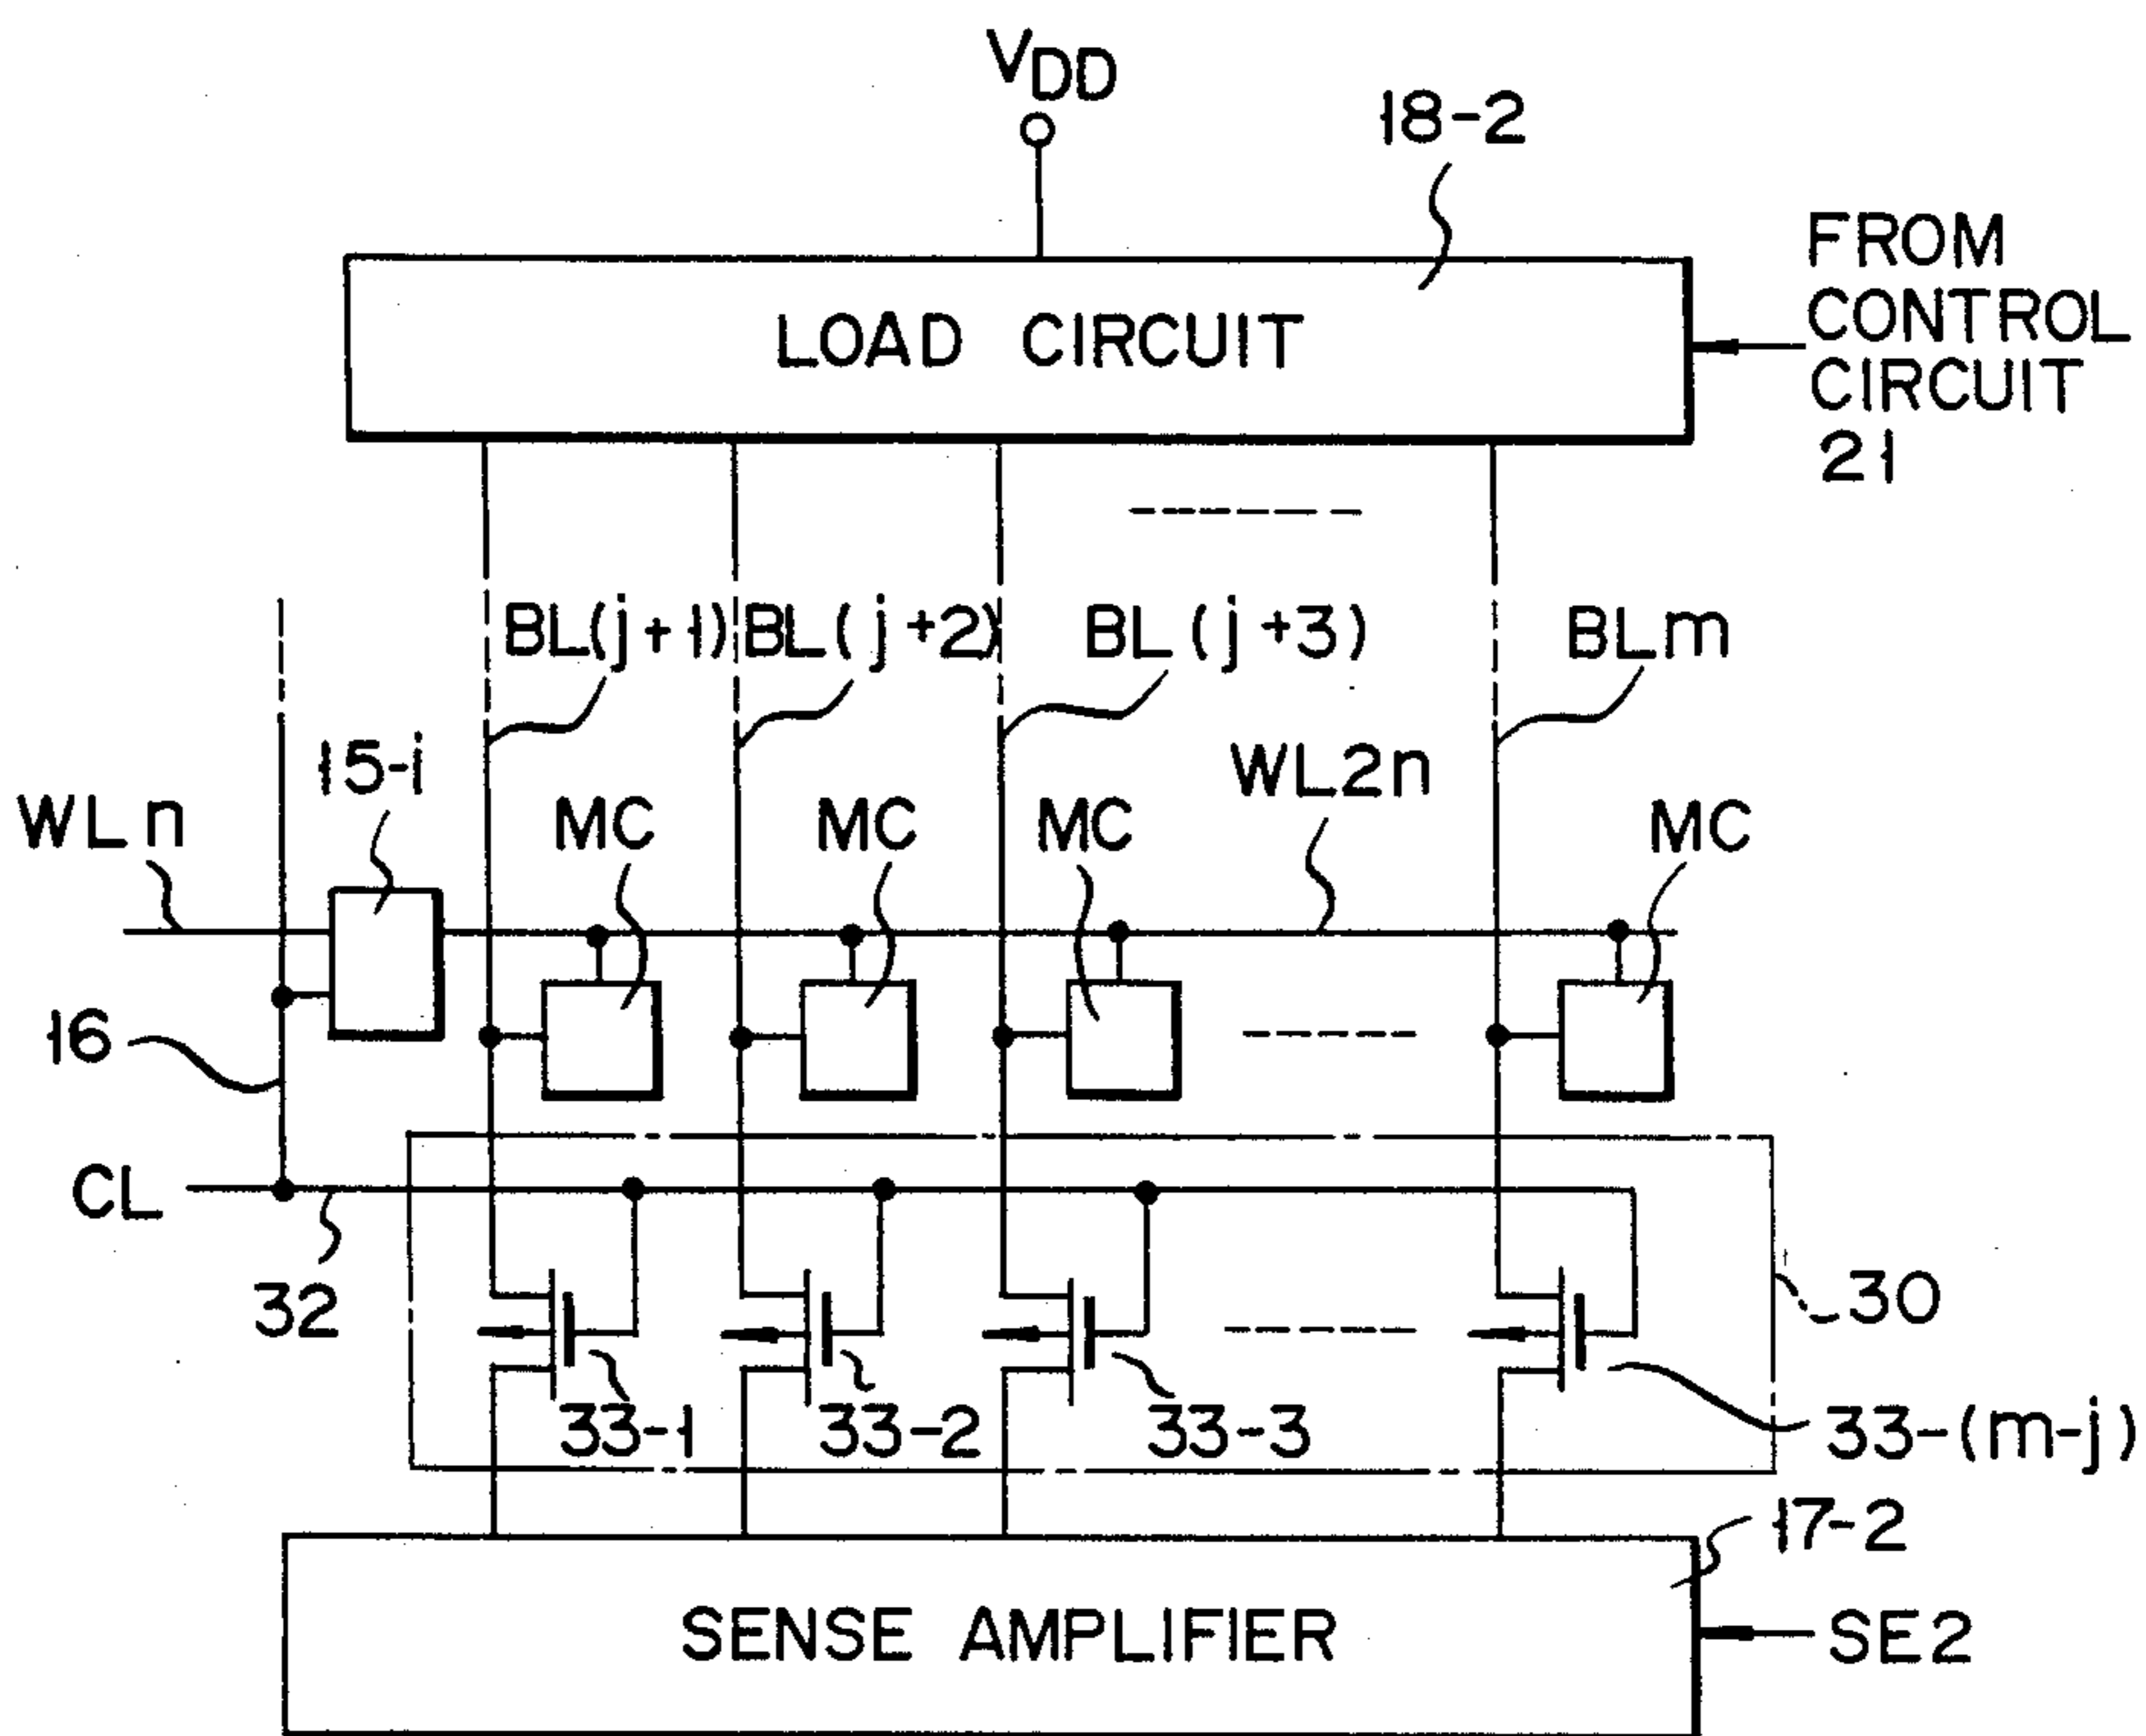 VDD
18-2
LOAD CIRCUIT
FROM
CONTROL
CIRCUIT
21
BL(j+1) BL(j+2) BL(j+3) BLm
15-i
WL2n
WLn
MC MC MC MC
16
CL
32
30
33-1 33-2 33-3 33-(m-j)
17-2
SENSE AMPLIFIER
SE2